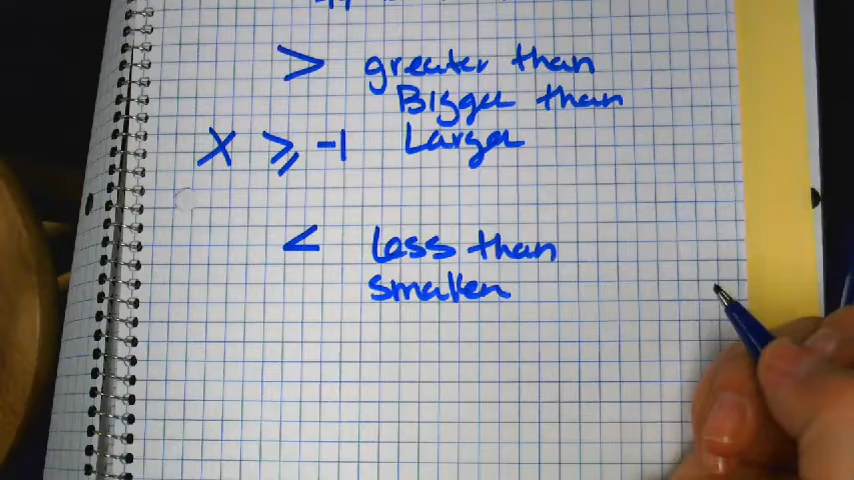 > greater than
Bigger than
X ≥ -1 Larger
< Less than
smaller